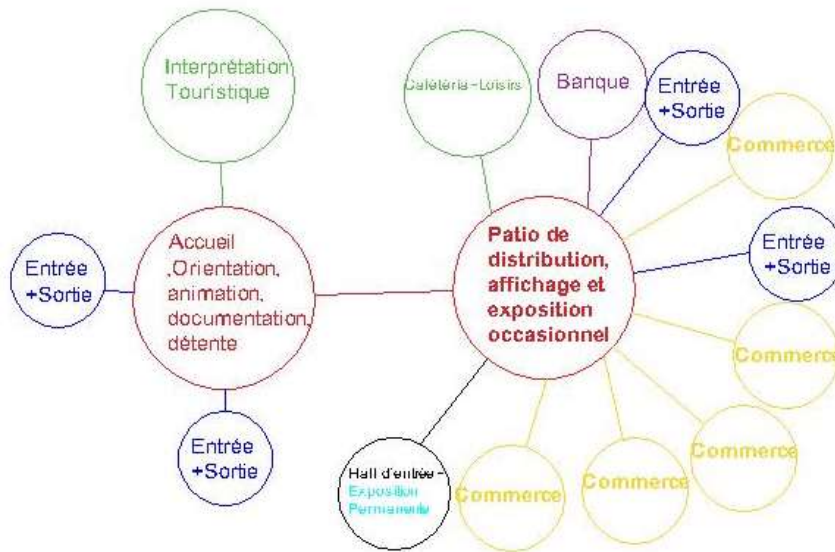 Interprétation
Touristique
Cafétéria-Loisirs
Banque
Entrée
+Sortie
Commerce
Entrée
+Sortie
Accueil
,Orientation,
animation,
documentation,
détente
Patio de
distribution,
affichage et
exposition
occasionnel
Entrée
+Sortie
Commerce
Commerce
Entrée
+Sortie
Hall d'entrée-
Exposition
Permanente
Commerce
Commerce